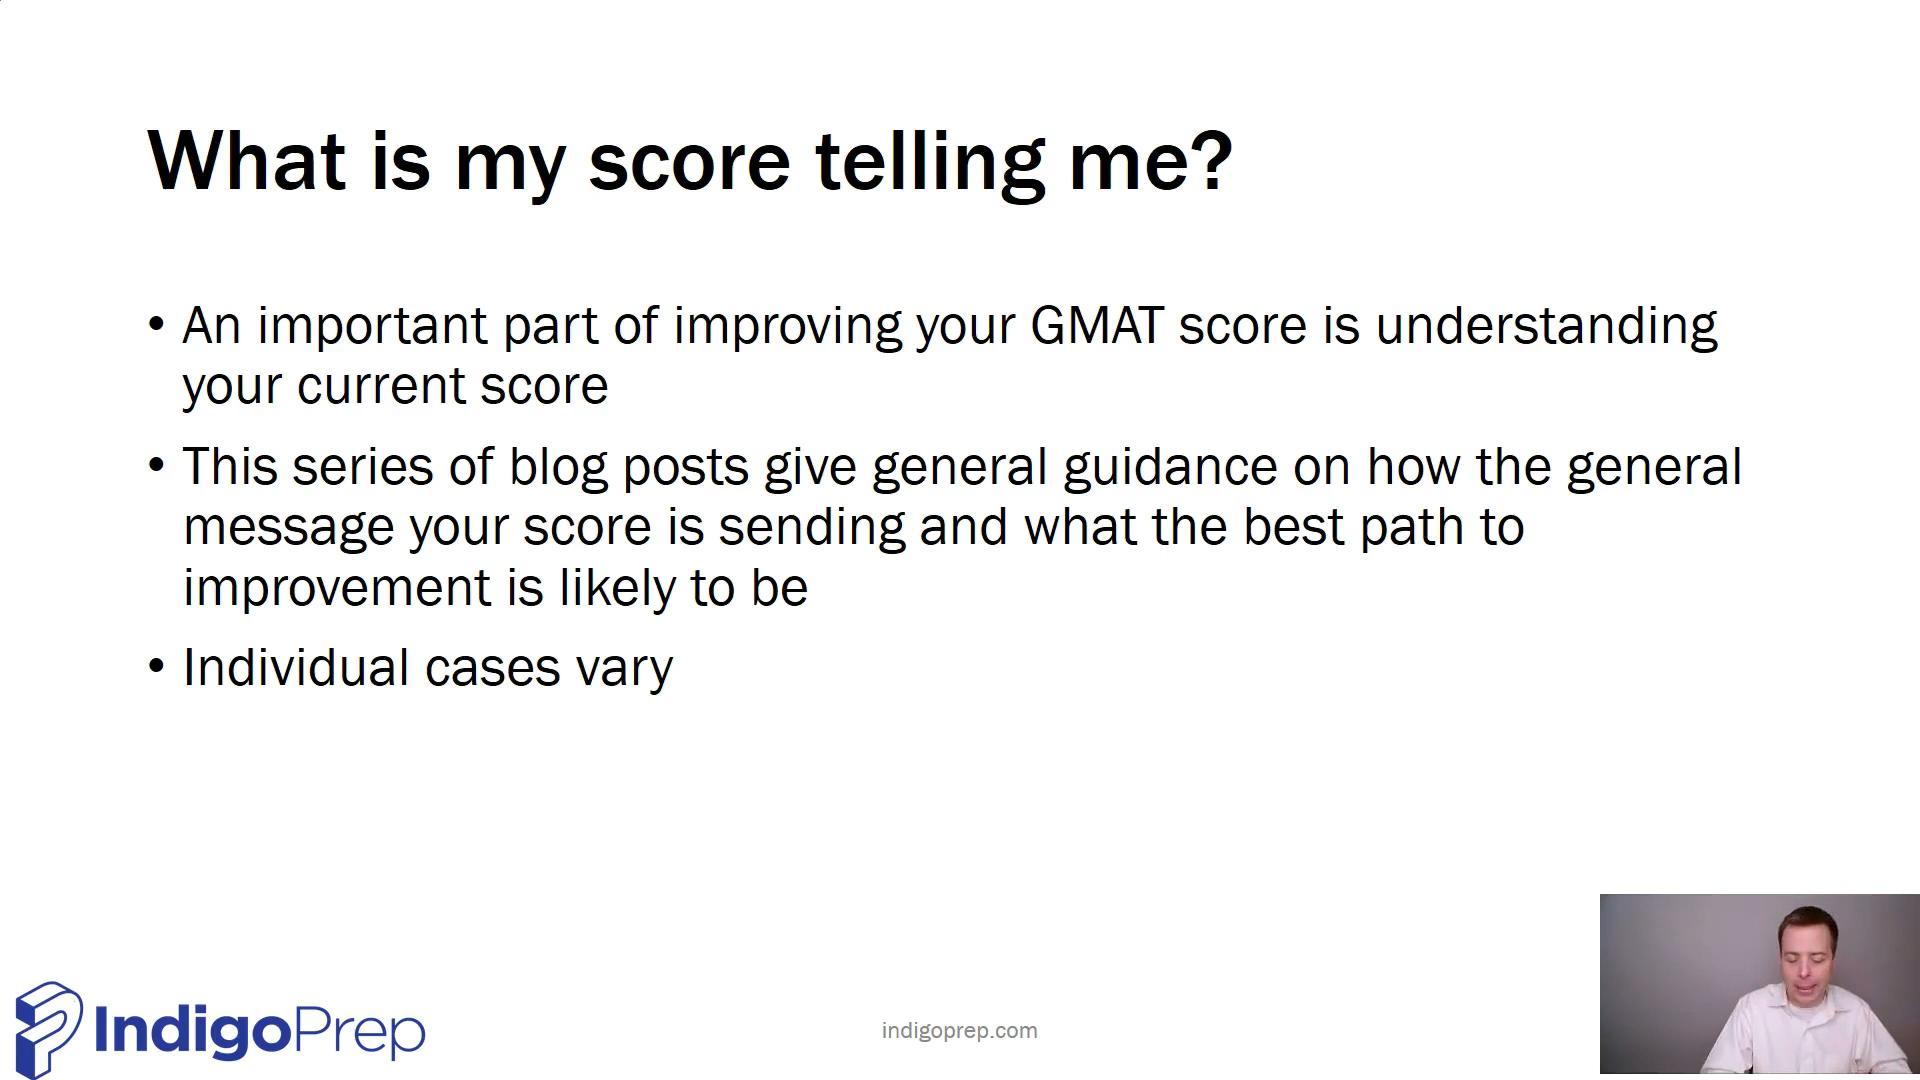 What is my score telling me?
• An important part of improving your GMAT score is understanding
your current score
• This series of blog posts give general guidance on how the general
message your score is sending and what the best path to
improvement is likely to be
• Individual cases vary
IndigoPrep
indigoprep.com